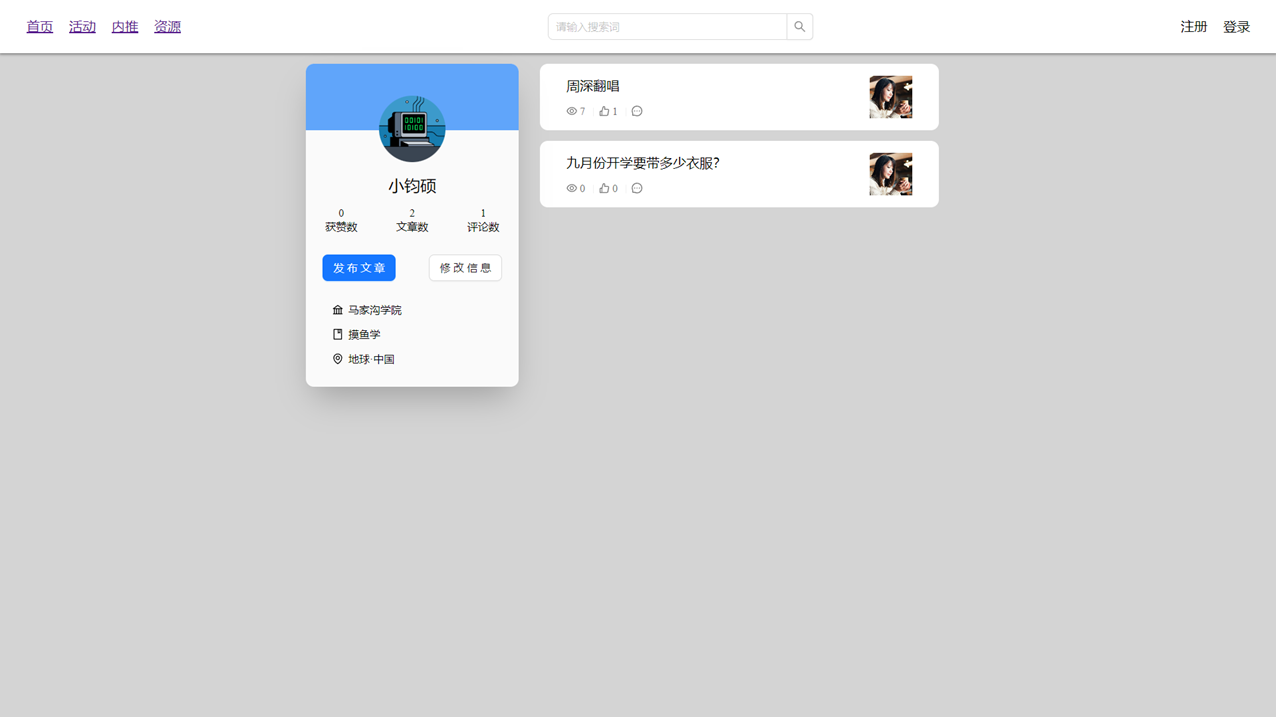 首页 活动 内推 资源 请输入搜索词 注册 登录
小钧硕
0 2 1
获赞数 文章数 评论数
发布文章 修改信息
马家沟学院
摸鱼学
地球·中国
周深翻唱
7 1
九月份开学要带多少衣服?
0 0